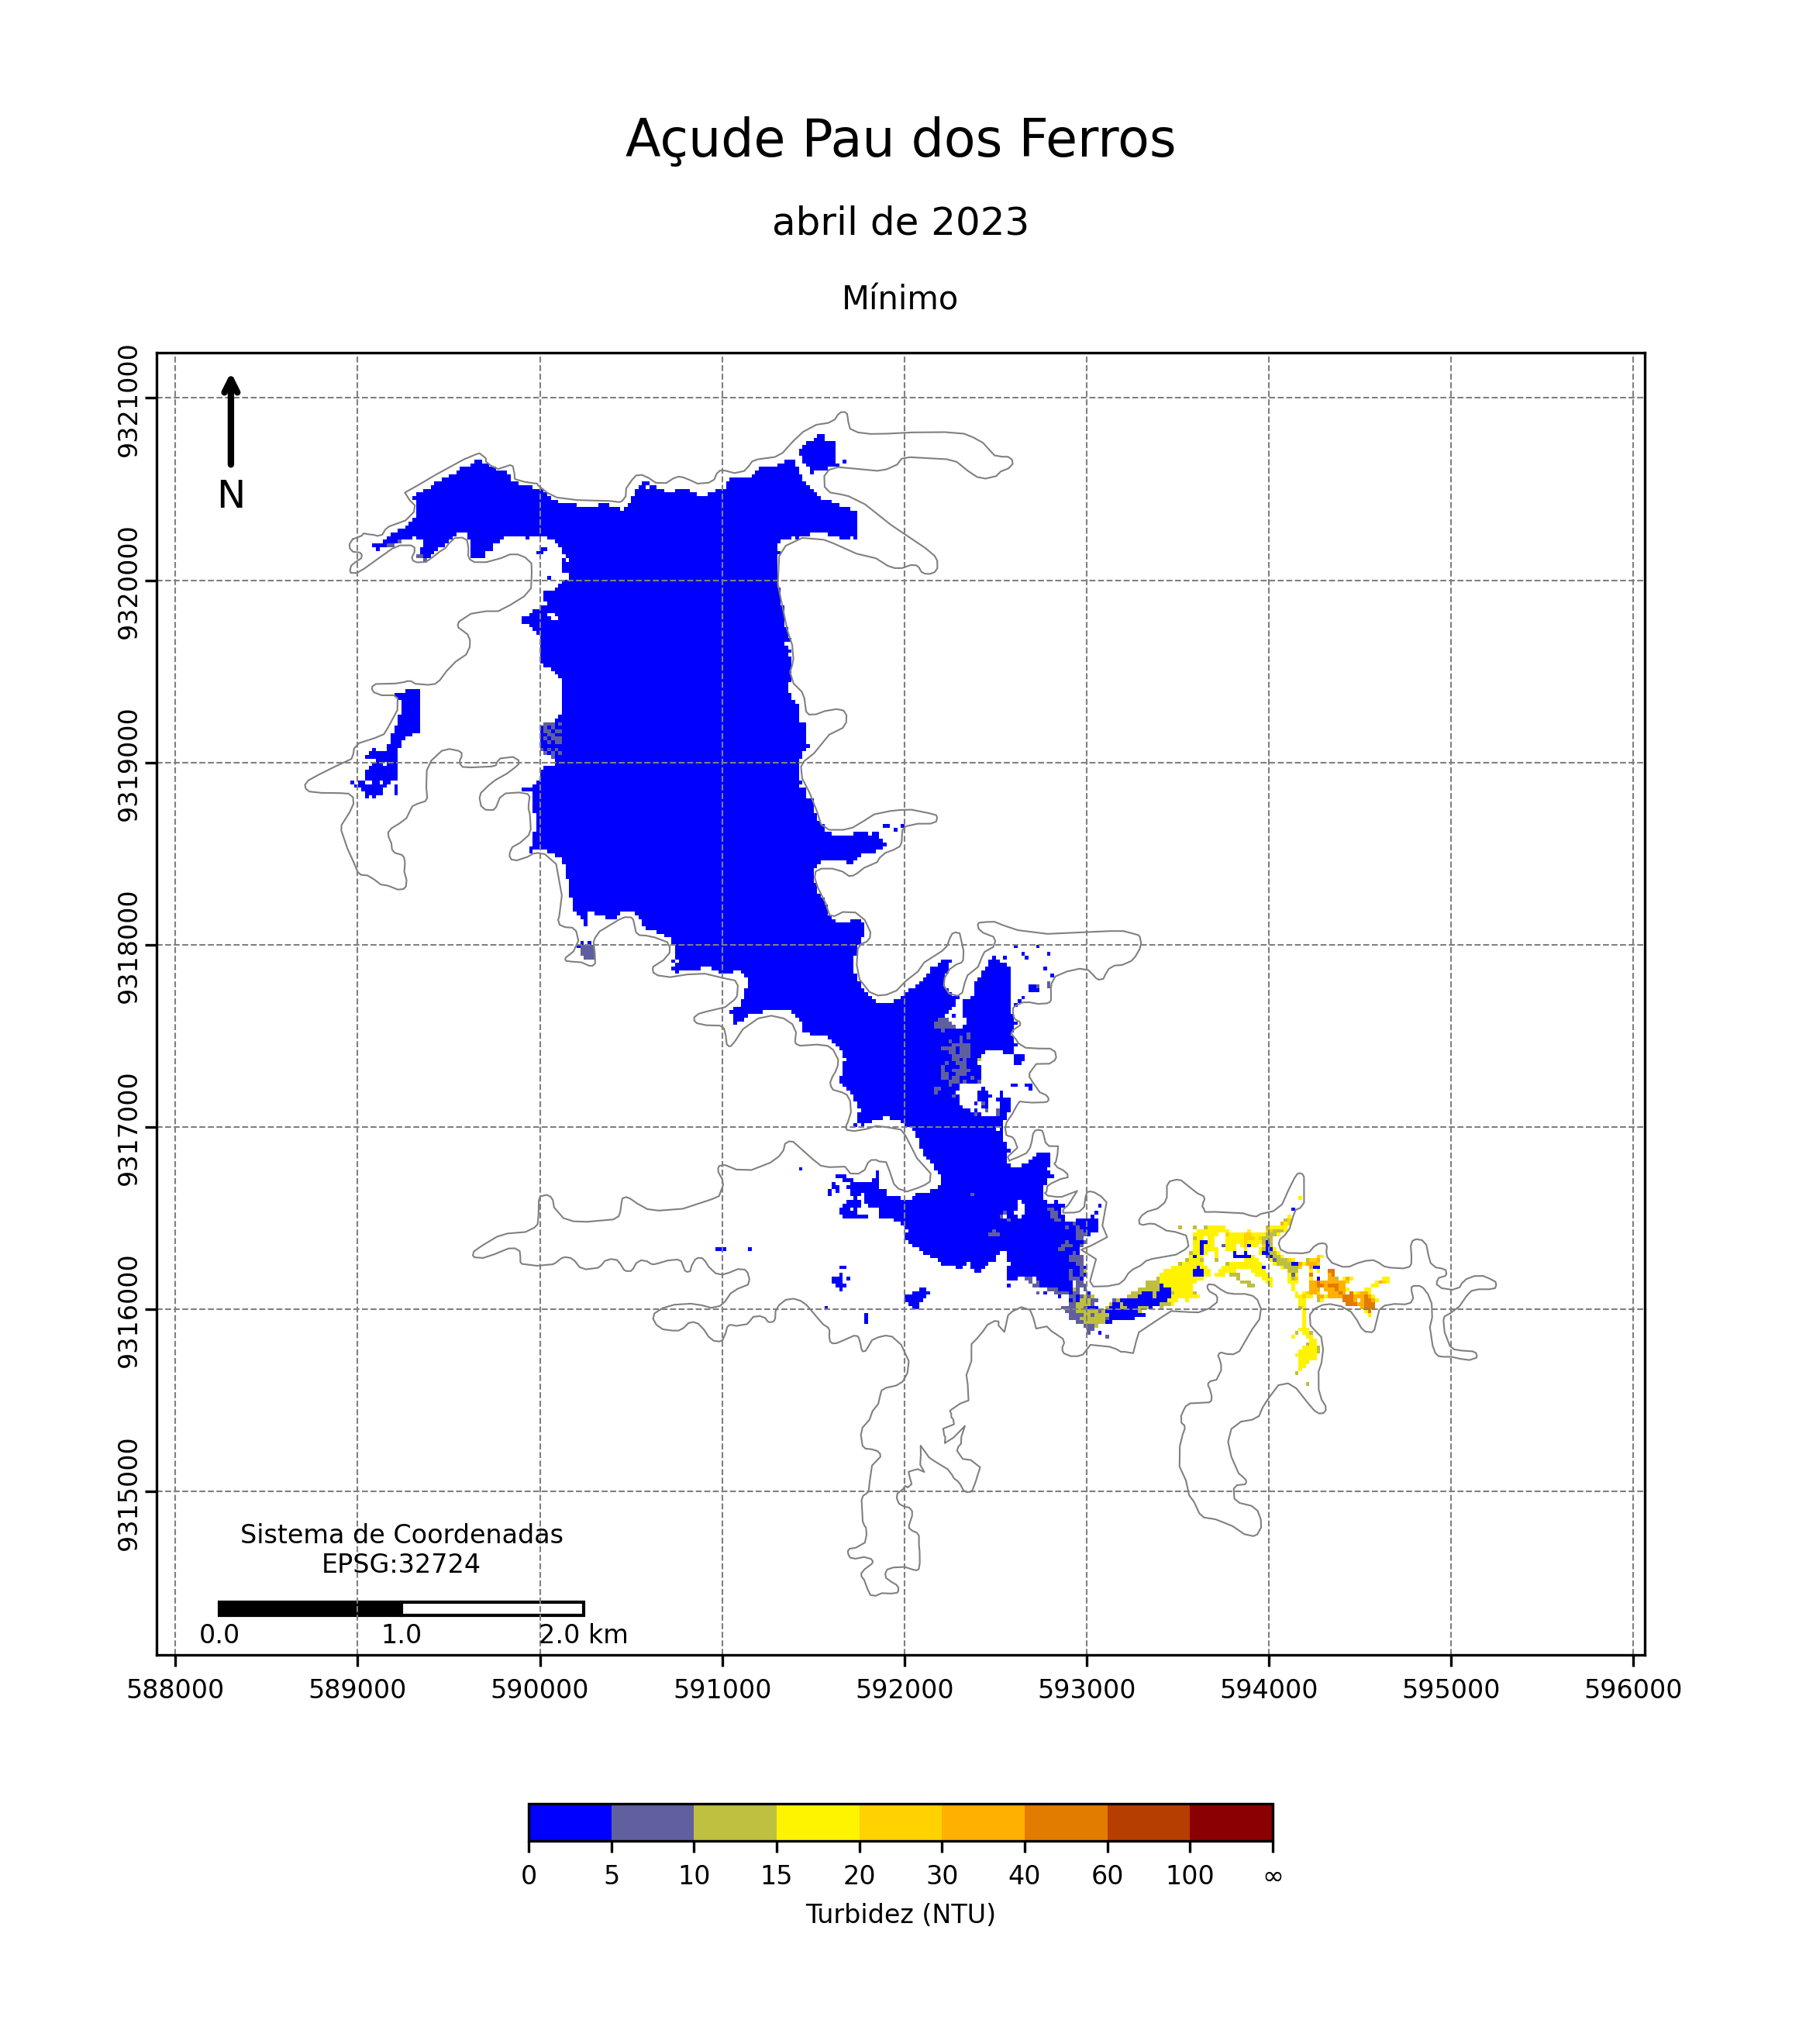 Açude Pau dos Ferros
abril de 2023
Mínimo
9321000
9320000
9319000
9318000
9317000
9316000
9315000
N
Sistema de Coordenadas
EPSG:32724
0.0 1.0 2.0 km
588000 589000 590000 591000 592000 593000 594000 595000 596000
0 5 10 15 20 30 40 60 100 ∞
Turbidez (NTU)